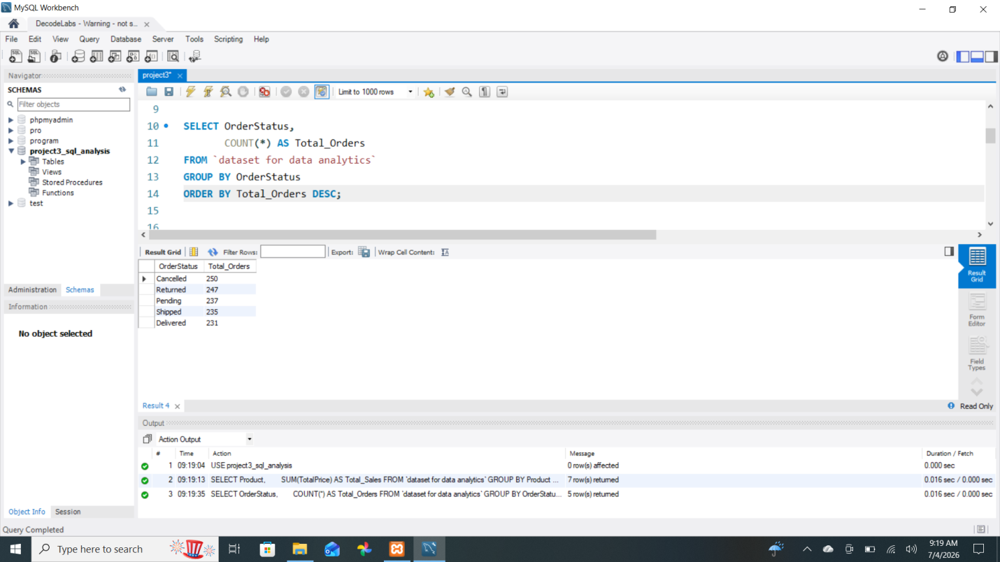 MySQL Workbench
DecodeLabs - Warning - not s...
File Edit View Query Database Server Tools Scripting Help
Navigator
SCHEMAS
Filter objects
phpmyadmin
pro
program
project3_sql_analysis
Tables
Views
Stored Procedures
Functions
test
Administration Schemas
Information
No object selected
Object Info Session
project3*
Limit to 1000 rows
9
10 SELECT OrderStatus,
11 COUNT(*) AS Total_Orders
12 FROM `dataset for data analytics`
13 GROUP BY OrderStatus
14 ORDER BY Total_Orders DESC;
15
16
Result Grid Filter Rows: Export: Wrap Cell Content:
OrderStatus Total_Orders
Cancelled 250
Returned 247
Pending 237
Shipped 235
Delivered 231
Result Grid
Form Editor
Field Types
Result 4
Read Only
Output
Action Output
# Time Action Message Duration / Fetch
1 09:19:04 USE project3_sql_analysis 0 row(s) affected 0.000 sec
2 09:19:13 SELECT Product, SUM(TotalPrice) AS Total_Sales FROM `dataset for data analytics` GROUP BY Product ... 7 row(s) returned 0.016 sec / 0.000 sec
3 09:19:35 SELECT OrderStatus, COUNT(*) AS Total_Orders FROM `dataset for data analytics` GROUP BY OrderStatu... 5 row(s) returned 0.016 sec / 0.000 sec
Query Completed
Type here to search
9:19 AM
7/4/2026